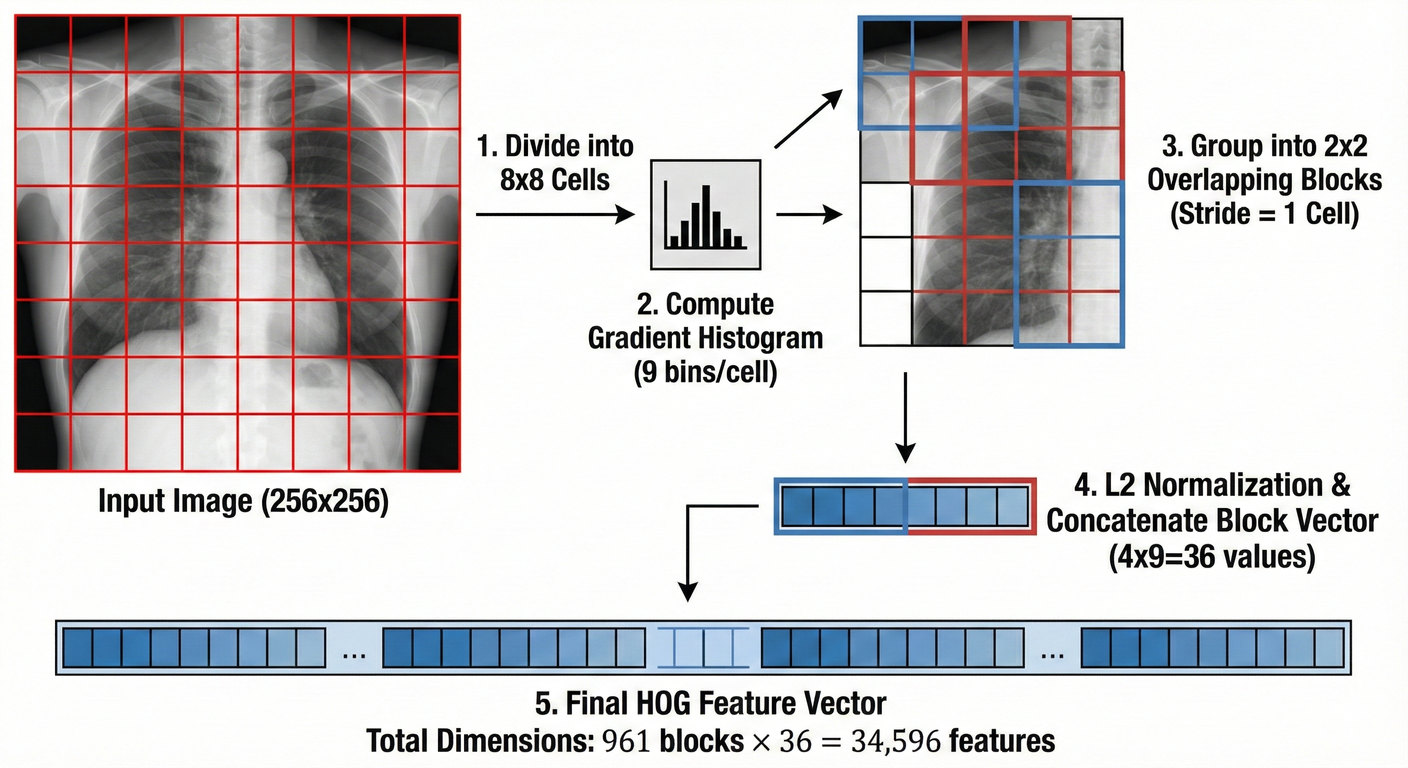 1. Divide into
8x8 Cells
2. Compute
Gradient Histogram
(9 bins/cell)
3. Group into 2x2
Overlapping Blocks
(Stride = 1 Cell)
Input Image (256x256)
4. L2 Normalization &
Concatenate Block Vector
(4x9=36 values)
...
...
5. Final HOG Feature Vector
Total Dimensions: 961 blocks × 36 = 34,596 features